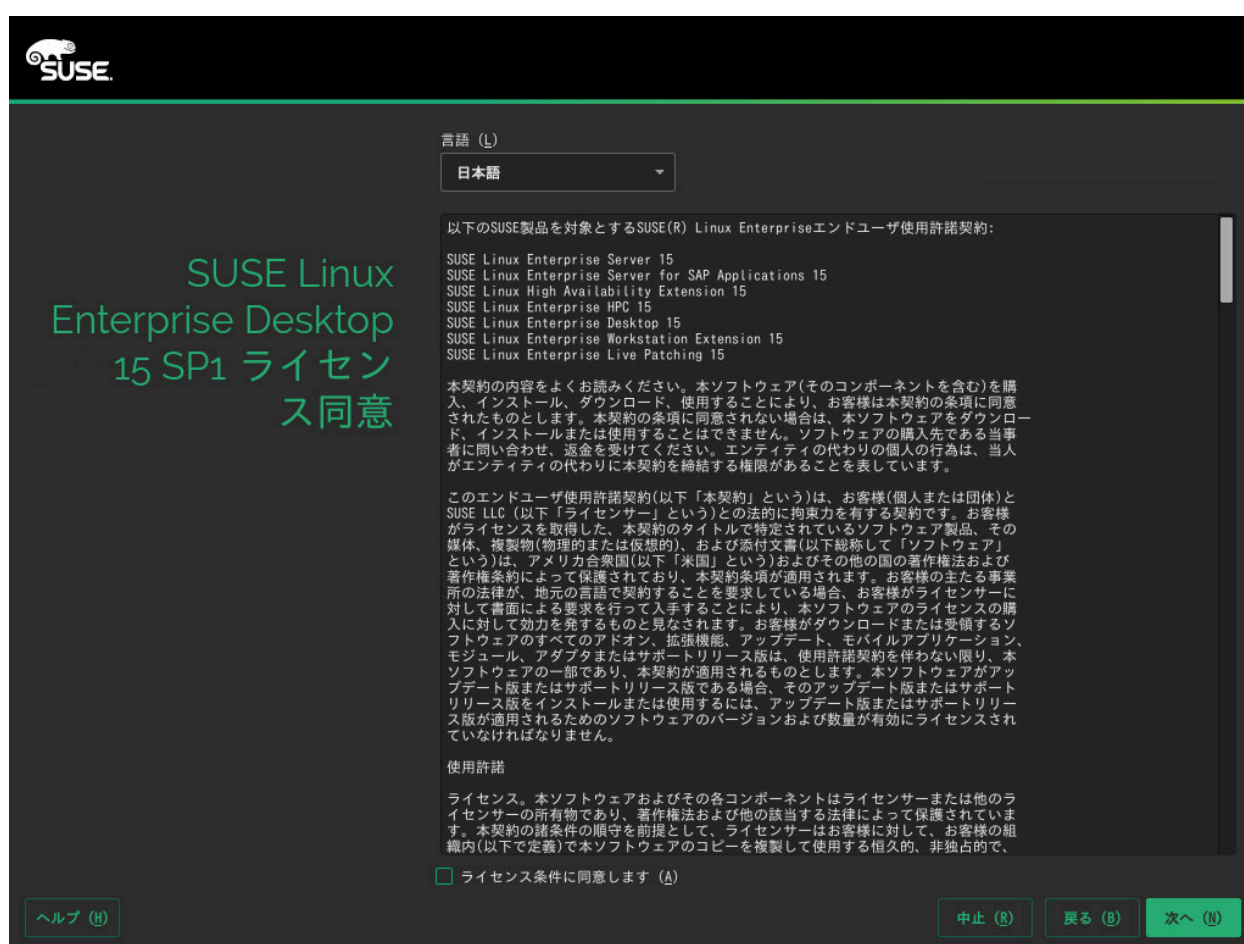 SUSE.
言語 (L)
日本語
SUSE Linux
Enterprise Desktop
15 SP1 ライセン
ス同意
以下のSUSE製品を対象とするSUSE(R) Linux Enterpriseエンドユーザ使用許諾契約:
SUSE Linux Enterprise Server 15
SUSE Linux Enterprise Server for SAP Applications 15
SUSE Linux High Availability Extension 15
SUSE Linux Enterprise HPC 15
SUSE Linux Enterprise Desktop 15
SUSE Linux Enterprise Workstation Extension 15
SUSE Linux Enterprise Live Patching 15
本契約の内容をよくお読みください。本ソフトウェア(そのコンポーネントを含む)を購
入、インストール、ダウンロード、使用することにより、お客様は本契約の条項に同意
されたものとします。本契約の条項に同意されない場合は、本ソフトウェアをダウンロー
ド、インストールまたは使用することはできません。ソフトウェアの購入先である当事
者に問い合わせ、返金を受けてください。エンティティの代わりの個人の行為は、当人
がエンティティの代わりに本契約を締結する権限があることを表しています。
このエンドユーザ使用許諾契約(以下「本契約」という)は、お客様(個人または団体)と
SUSE LLC (以下「ライセンサー」という)との法的に拘束力を有する契約です。お客様
がライセンスを取得した、本契約のタイトルで特定されているソフトウェア製品、その
媒体、複製物(物理的または仮想的)、および添付文書(以下総称して「ソフトウェア」
という)は、アメリカ合衆国(以下「米国」という)およびその他の国の著作権法および
著作権条約によって保護されており、本契約条項が適用されます。お客様の主たる事業
所の法律が、地元の言語で契約することを要求している場合、お客様がライセンサーに
対して書面による要求を行って入手することにより、本ソフトウェアのライセンスの購
入に対して効力を発するものと見なされます。お客様がダウンロードまたは受領するソ
フトウェアのすべてのアドオン、拡張機能、アップデート、モバイルアプリケーション、
モジュール、アダプタまたはサポートリリース版は、使用許諾契約を伴わない限り、本
ソフトウェアの一部であり、本契約が適用されるものとします。本ソフトウェアがアッ
プデート版またはサポートリリース版である場合、そのアップデート版またはサポート
リリース版をインストールまたは使用するには、アップデート版またはサポートリリー
ス版が適用されるためのソフトウェアのバージョンおよび数量が有効にライセンスされ
ていなければなりません。
使用許諾
ライセンス。本ソフトウェアおよびその各コンポーネントはライセンサーまたは他のラ
イセンサーの所有物であり、著作権法および他の該当する法律によって保護されていま
す。本契約の諸条件の順守を前提として、ライセンサーはお客様に対して、お客様の組
織内(以下で定義)で本ソフトウェアのコピーを複製して使用する恒久的、非独占的で、
ライセンス条件に同意します (A)
ヘルプ (H)
中止 (R)
戻る (B)
次へ (N)